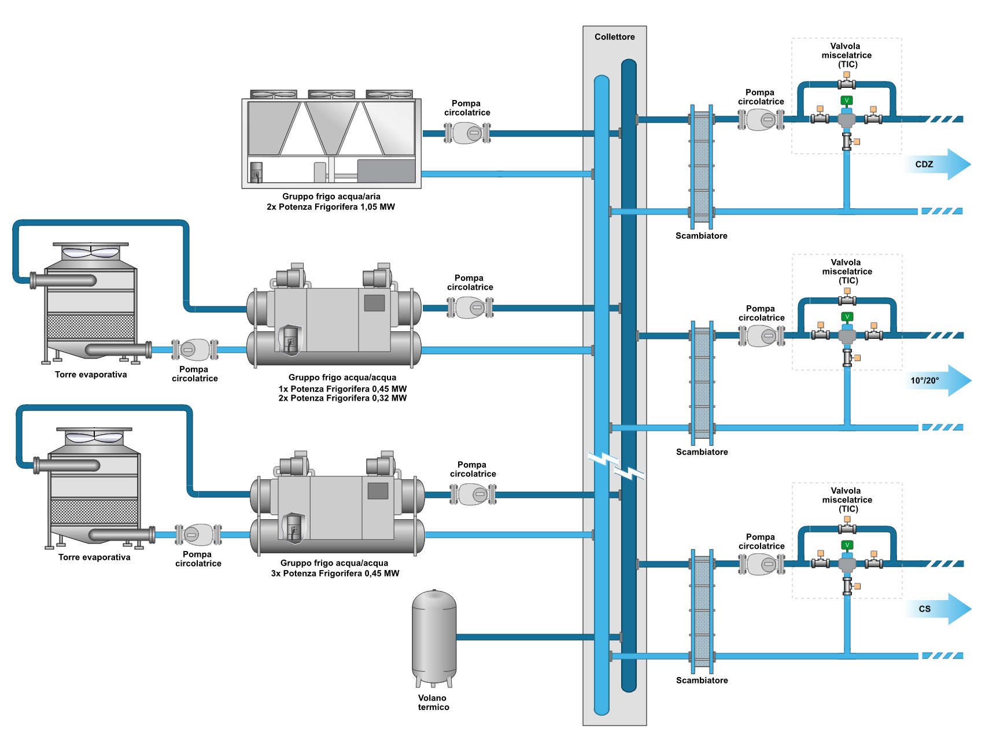 Collettore
Valvola
miscelatrice
(TIC)
V
Pompa
circolatrice
Pompa
circolatrice
CDZ
Gruppo frigo acqua/aria
2x Potenza Frigorifera 1,05 MW
Scambiatore
Valvola
miscelatrice
(TIC)
V
Pompa
circolatrice
Pompa
circolatrice
Torre evaporativa
Pompa
circolatrice
Gruppo frigo acqua/acqua
1x Potenza Frigorifera 0,45 MW
2x Potenza Frigorifera 0,32 MW
10°/20°
Scambiatore
Pompa
circolatrice
Valvola
miscelatrice
(TIC)
V
Pompa
circolatrice
Torre evaporativa
Pompa
circolatrice
Gruppo frigo acqua/acqua
3x Potenza Frigorifera 0,45 MW
CS
Scambiatore
Volano
termico